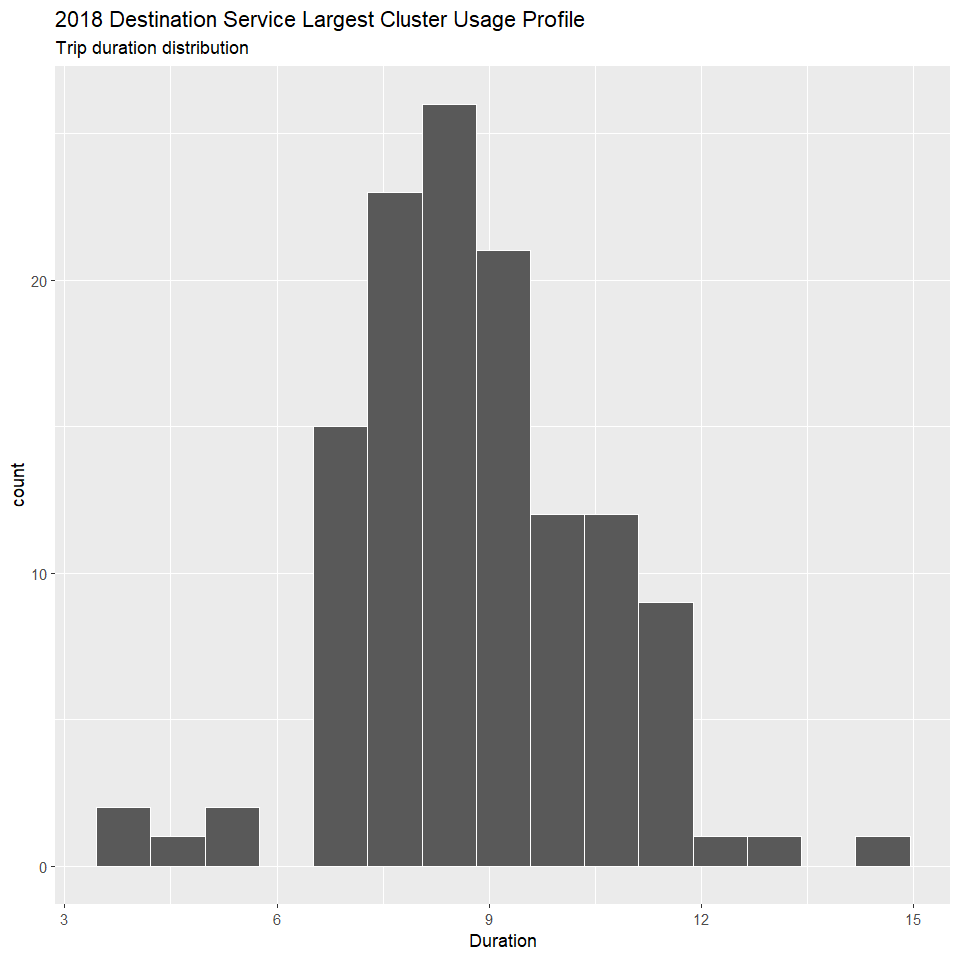 2018 Destination Service Largest Cluster Usage Profile
Trip duration distribution
count
20
10
0
3 6 9 12 15
Duration